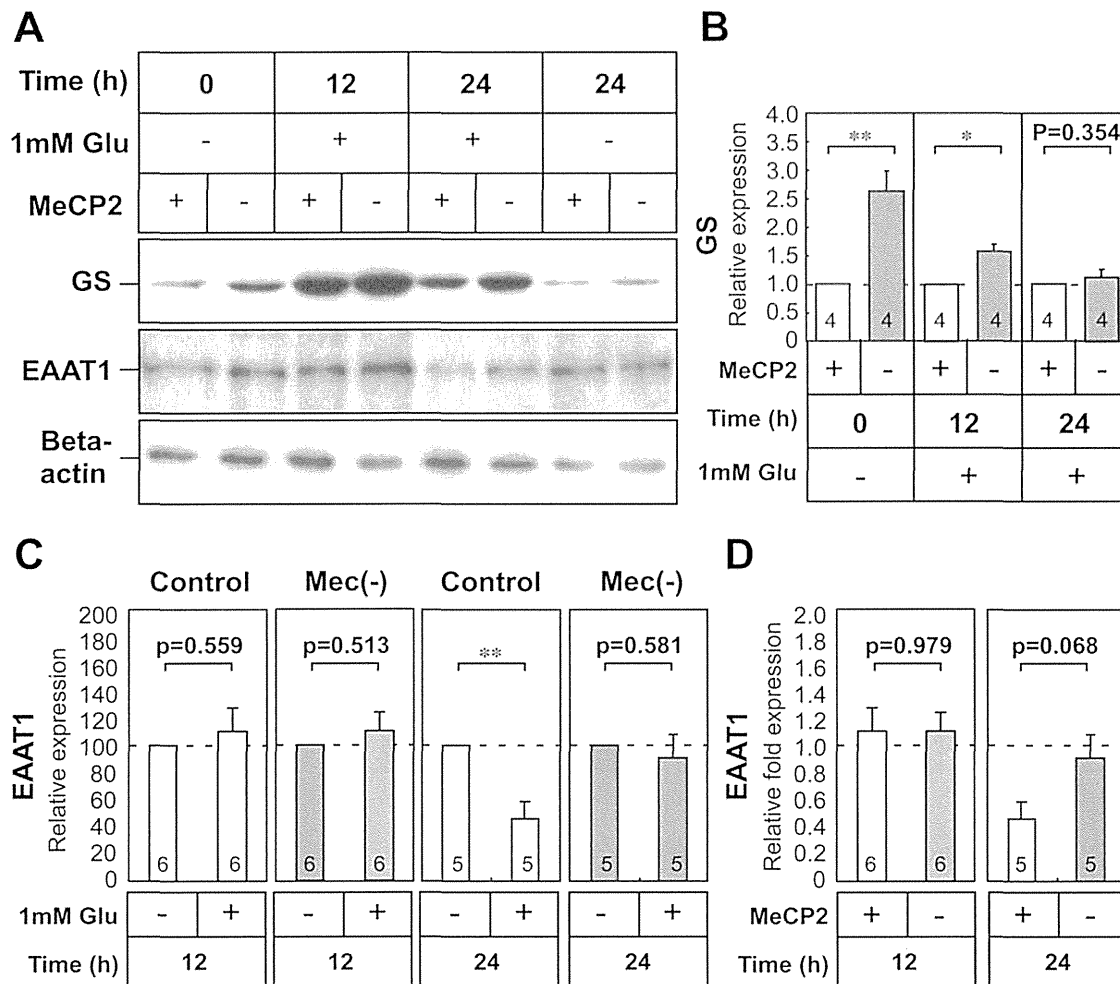 A
Time (h) 0 12 24 24
1mM Glu - + + -
MeCP2 + - + - + - + -
GS
EAAT1
Beta-
actin
B
GS
Relative expression
4.0
3.5
3.0
2.5
2.0
1.5
1.0
0.5
0
** * P=0.354
4 4 4 4 4 4
MeCP2 + - + - + -
Time (h) 0 12 24
1mM Glu - + +
C
Control Mec(-) Control Mec(-)
EAAT1
Relative expression
200
180
160
140
120
100
80
60
40
20
0
p=0.559 p=0.513 ** p=0.581
6 6 6 6 5 5 5 5
1mM Glu - + - + - + - +
Time (h) 12 12 24 24
D
EAAT1
Relative fold expression
2.0
1.8
1.6
1.4
1.2
1.0
0.8
0.6
0.4
0.2
0
p=0.979 p=0.068
6 6 5 5
MeCP2 + - + -
Time (h) 12 24